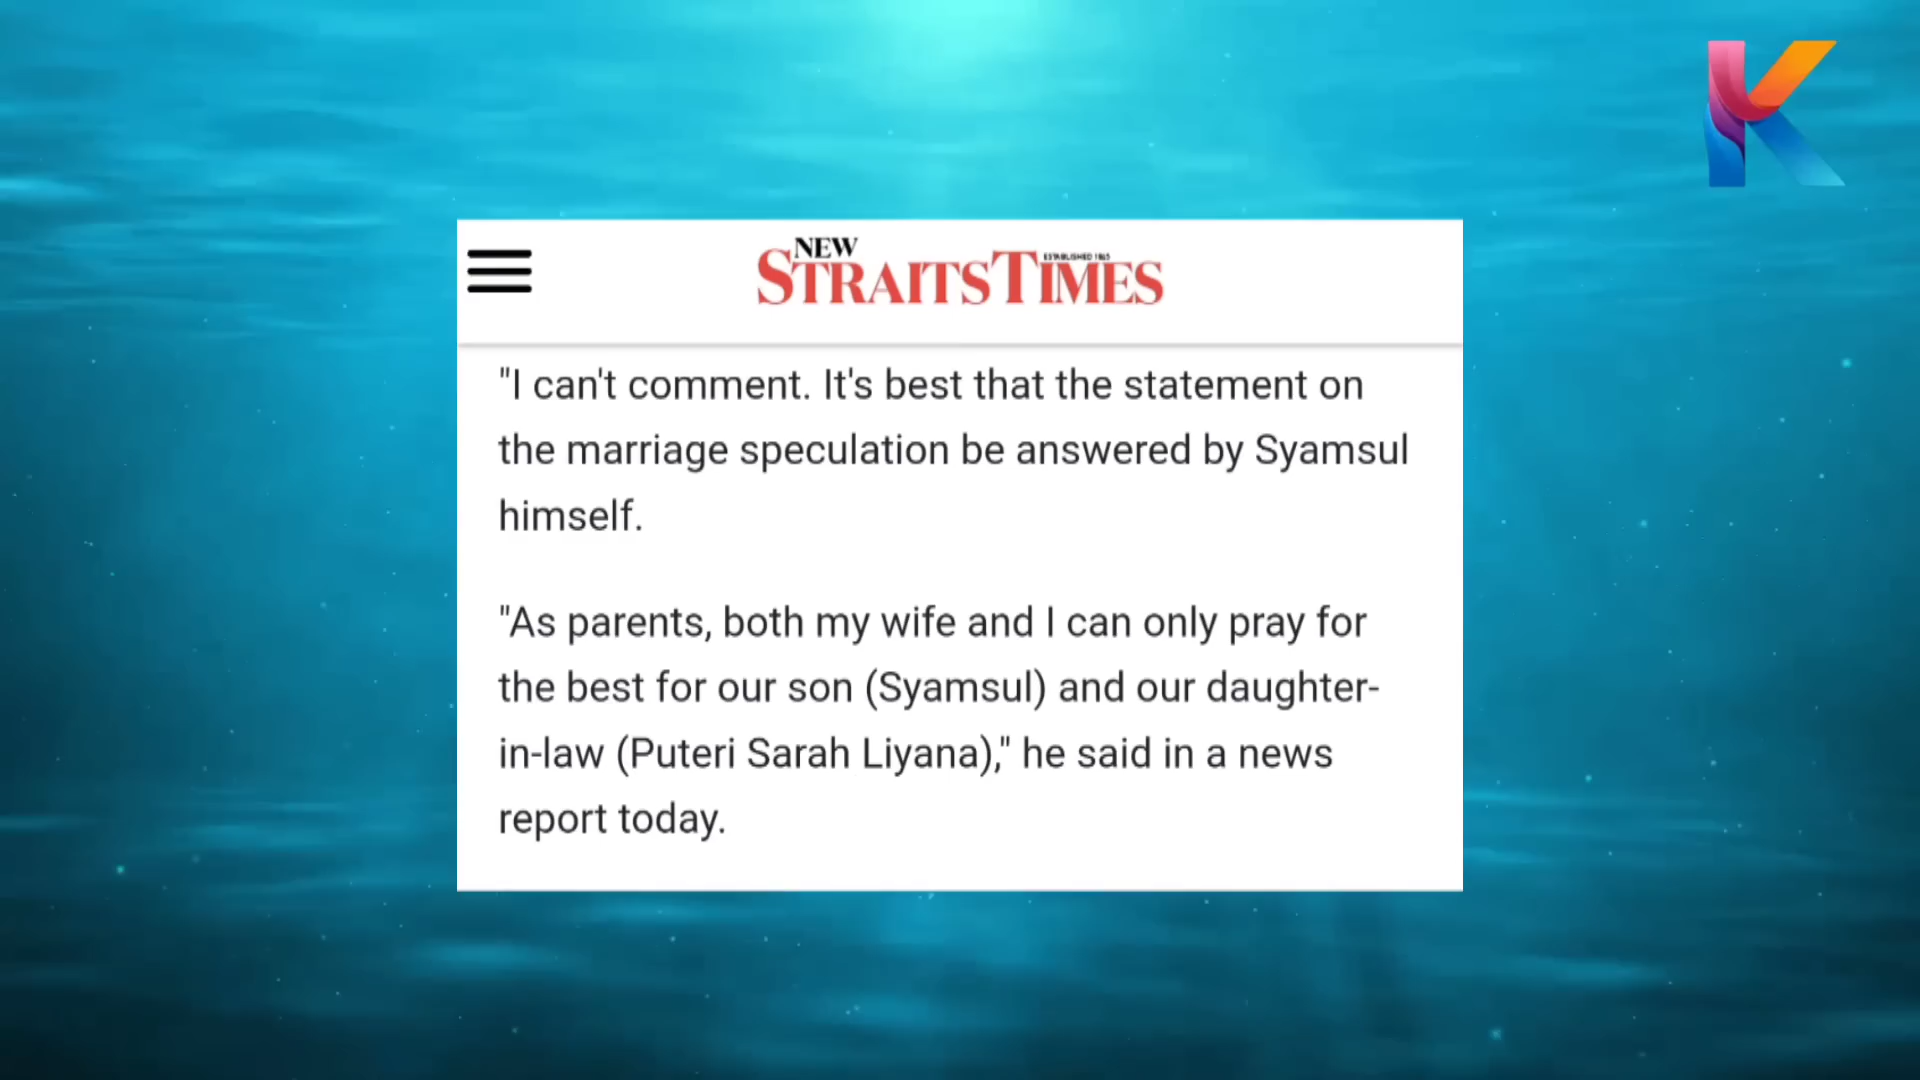 NEW
STRAITS TIMES
ESTABLISHED 1845
"I can't comment. It's best that the statement on
the marriage speculation be answered by Syamsul
himself.
"As parents, both my wife and I can only pray for
the best for our son (Syamsul) and our daughter-
in-law (Puteri Sarah Liyana)," he said in a news
report today.
K